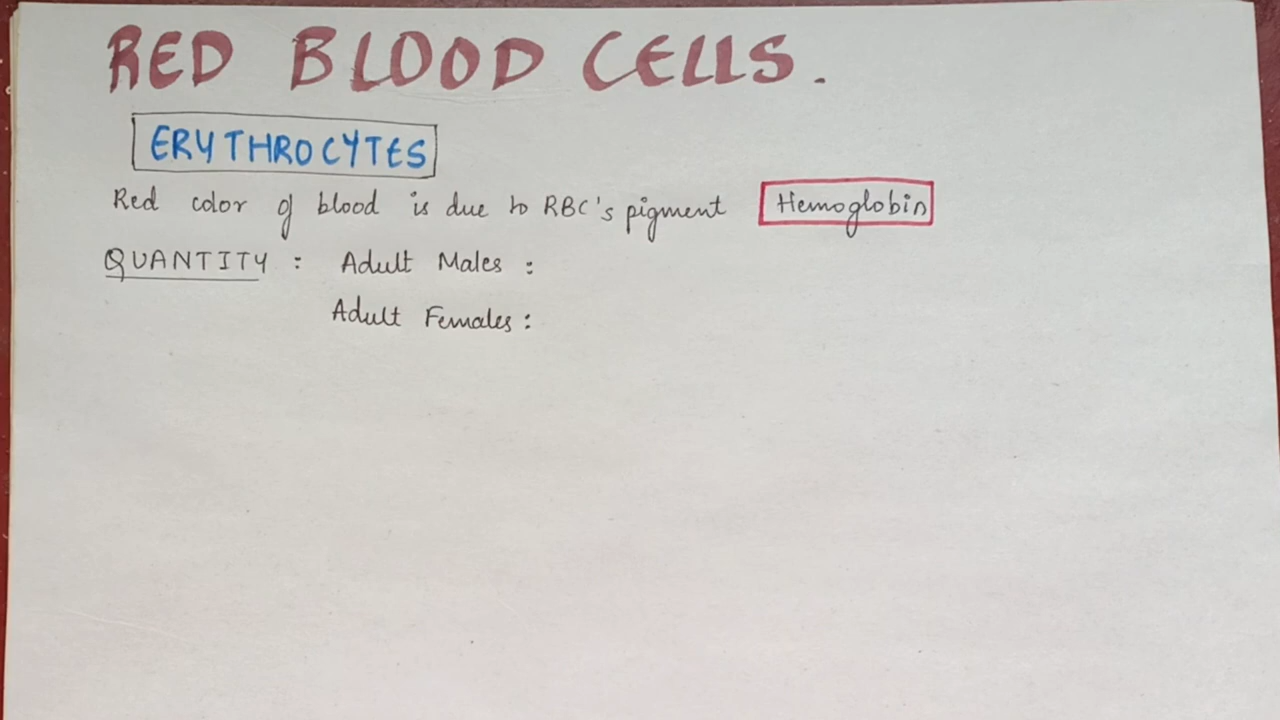 RED BLOOD CELLS.
ERYTHROCYTES
Red color of blood is due to RBC's pigment Hemoglobin
QUANTITY : Adult Males :
Adult Females :